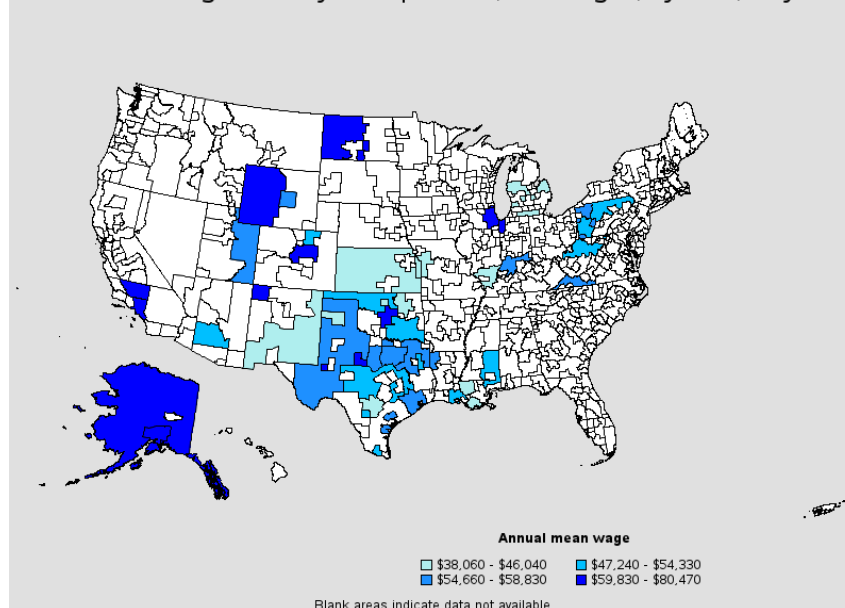 Annual mean wage
$38,060 - $46,040
$47,240 - $54,330
$54,660 - $58,830
$59,830 - $80,470
Blank areas indicate data not available